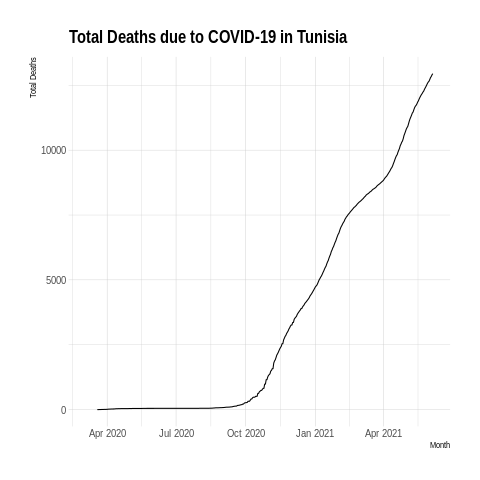 Total Deaths due to COVID-19 in Tunisia
Total Deaths
10000
5000
0
Apr 2020 Jul 2020 Oct 2020 Jan 2021 Apr 2021
Month